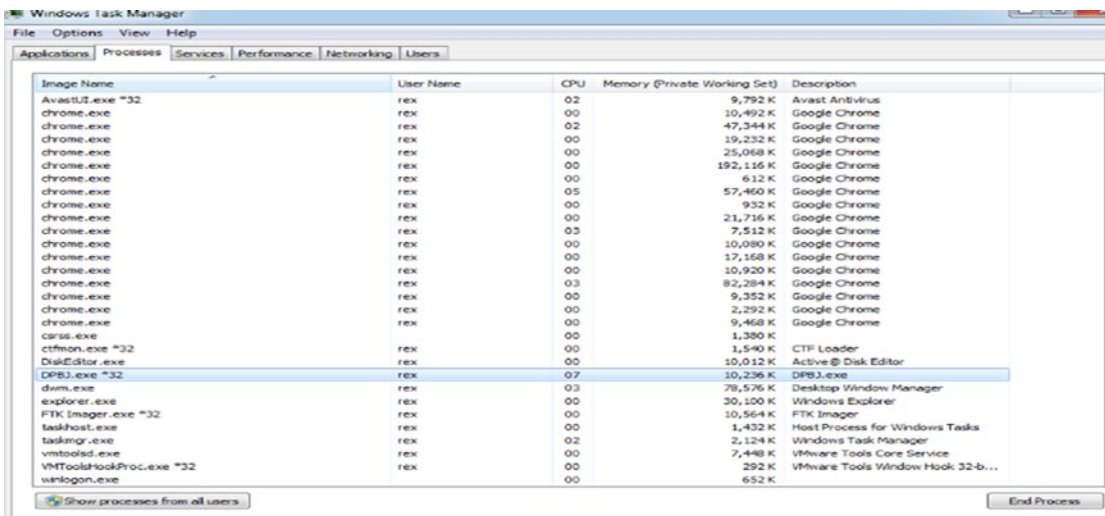 Windows Task Manager
File Options View Help
Applications Processes Services Performance Networking Users
Image Name User Name CPU Memory (Private Working Set) Description
AvastUI.exe *32 rex 02 9,792 K Avast Antivirus
chrome.exe rex 00 10,492 K Google Chrome
chrome.exe rex 02 47,344 K Google Chrome
chrome.exe rex 00 19,232 K Google Chrome
chrome.exe rex 00 25,068 K Google Chrome
chrome.exe rex 00 192,116 K Google Chrome
chrome.exe rex 00 612 K Google Chrome
chrome.exe rex 05 57,460 K Google Chrome
chrome.exe rex 00 932 K Google Chrome
chrome.exe rex 00 21,716 K Google Chrome
chrome.exe rex 03 7,512 K Google Chrome
chrome.exe rex 00 10,080 K Google Chrome
chrome.exe rex 00 17,168 K Google Chrome
chrome.exe rex 00 10,920 K Google Chrome
chrome.exe rex 03 82,284 K Google Chrome
chrome.exe rex 00 9,352 K Google Chrome
chrome.exe rex 00 2,292 K Google Chrome
chrome.exe rex 00 9,468 K Google Chrome
csrss.exe 00 1,380 K
ctfmon.exe *32 rex 00 1,540 K CTF Loader
DiskEditor.exe rex 00 10,012 K Active@ Disk Editor
DPBJ.exe *32 rex 07 10,236 K DPBJ.exe
dwm.exe rex 03 78,576 K Desktop Window Manager
explorer.exe rex 00 30,100 K Windows Explorer
FTK Imager.exe *32 rex 00 10,564 K FTK Imager
taskhost.exe rex 00 1,432 K Host Process for Windows Tasks
taskmgr.exe rex 02 2,124 K Windows Task Manager
vmtoolsd.exe rex 00 7,448 K VMware Tools Core Service
VMToolsHookProc.exe *32 rex 00 292 K VMware Tools Window Hook 32-b...
winlogon.exe 00 652 K
Show processes from all users End Process